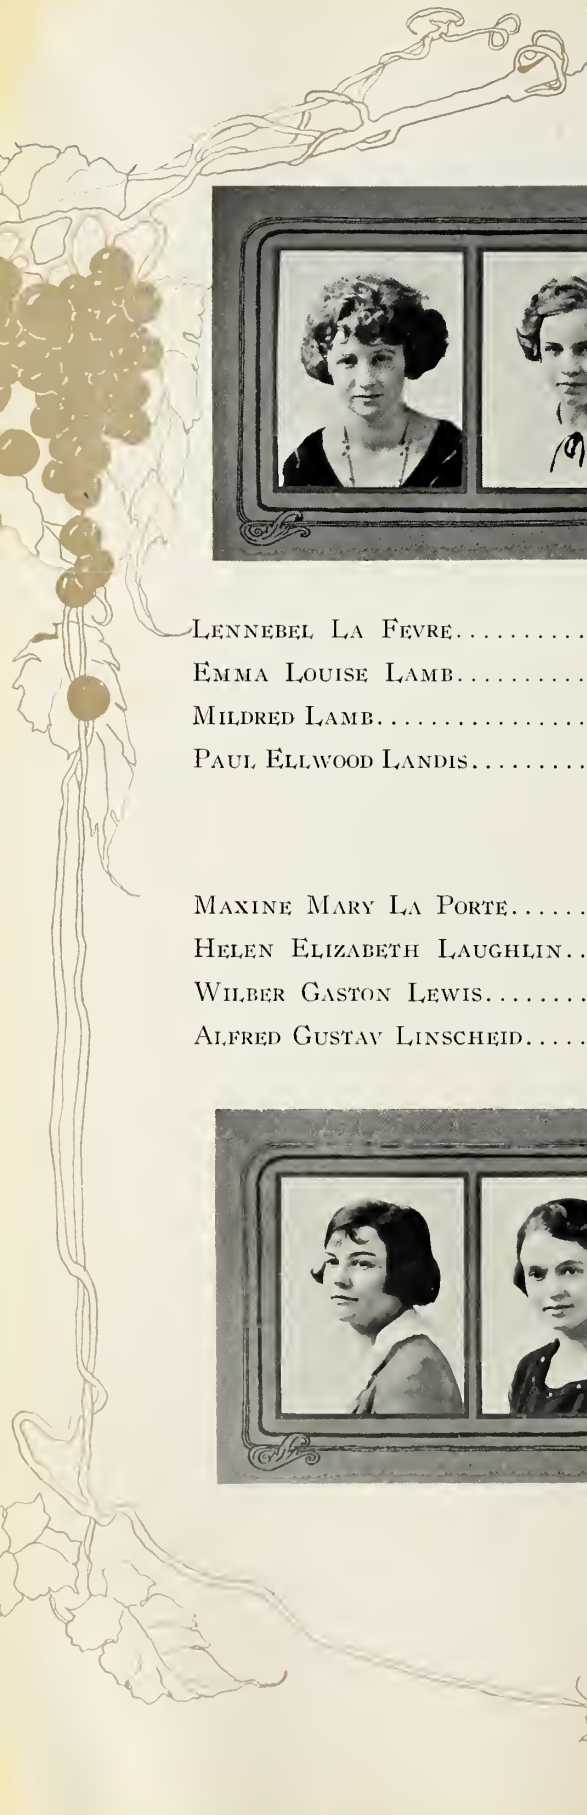 Lennebel La Fevre..........
Emma Louise Lamb..........
Mildred Lamb................
Paul Ellwood Landis.........
Maxine Mary La Porte......
Helen Elizabeth Laughlin..
Wilber Gaston Lewis........
Alfred Gustav Linscheid.....